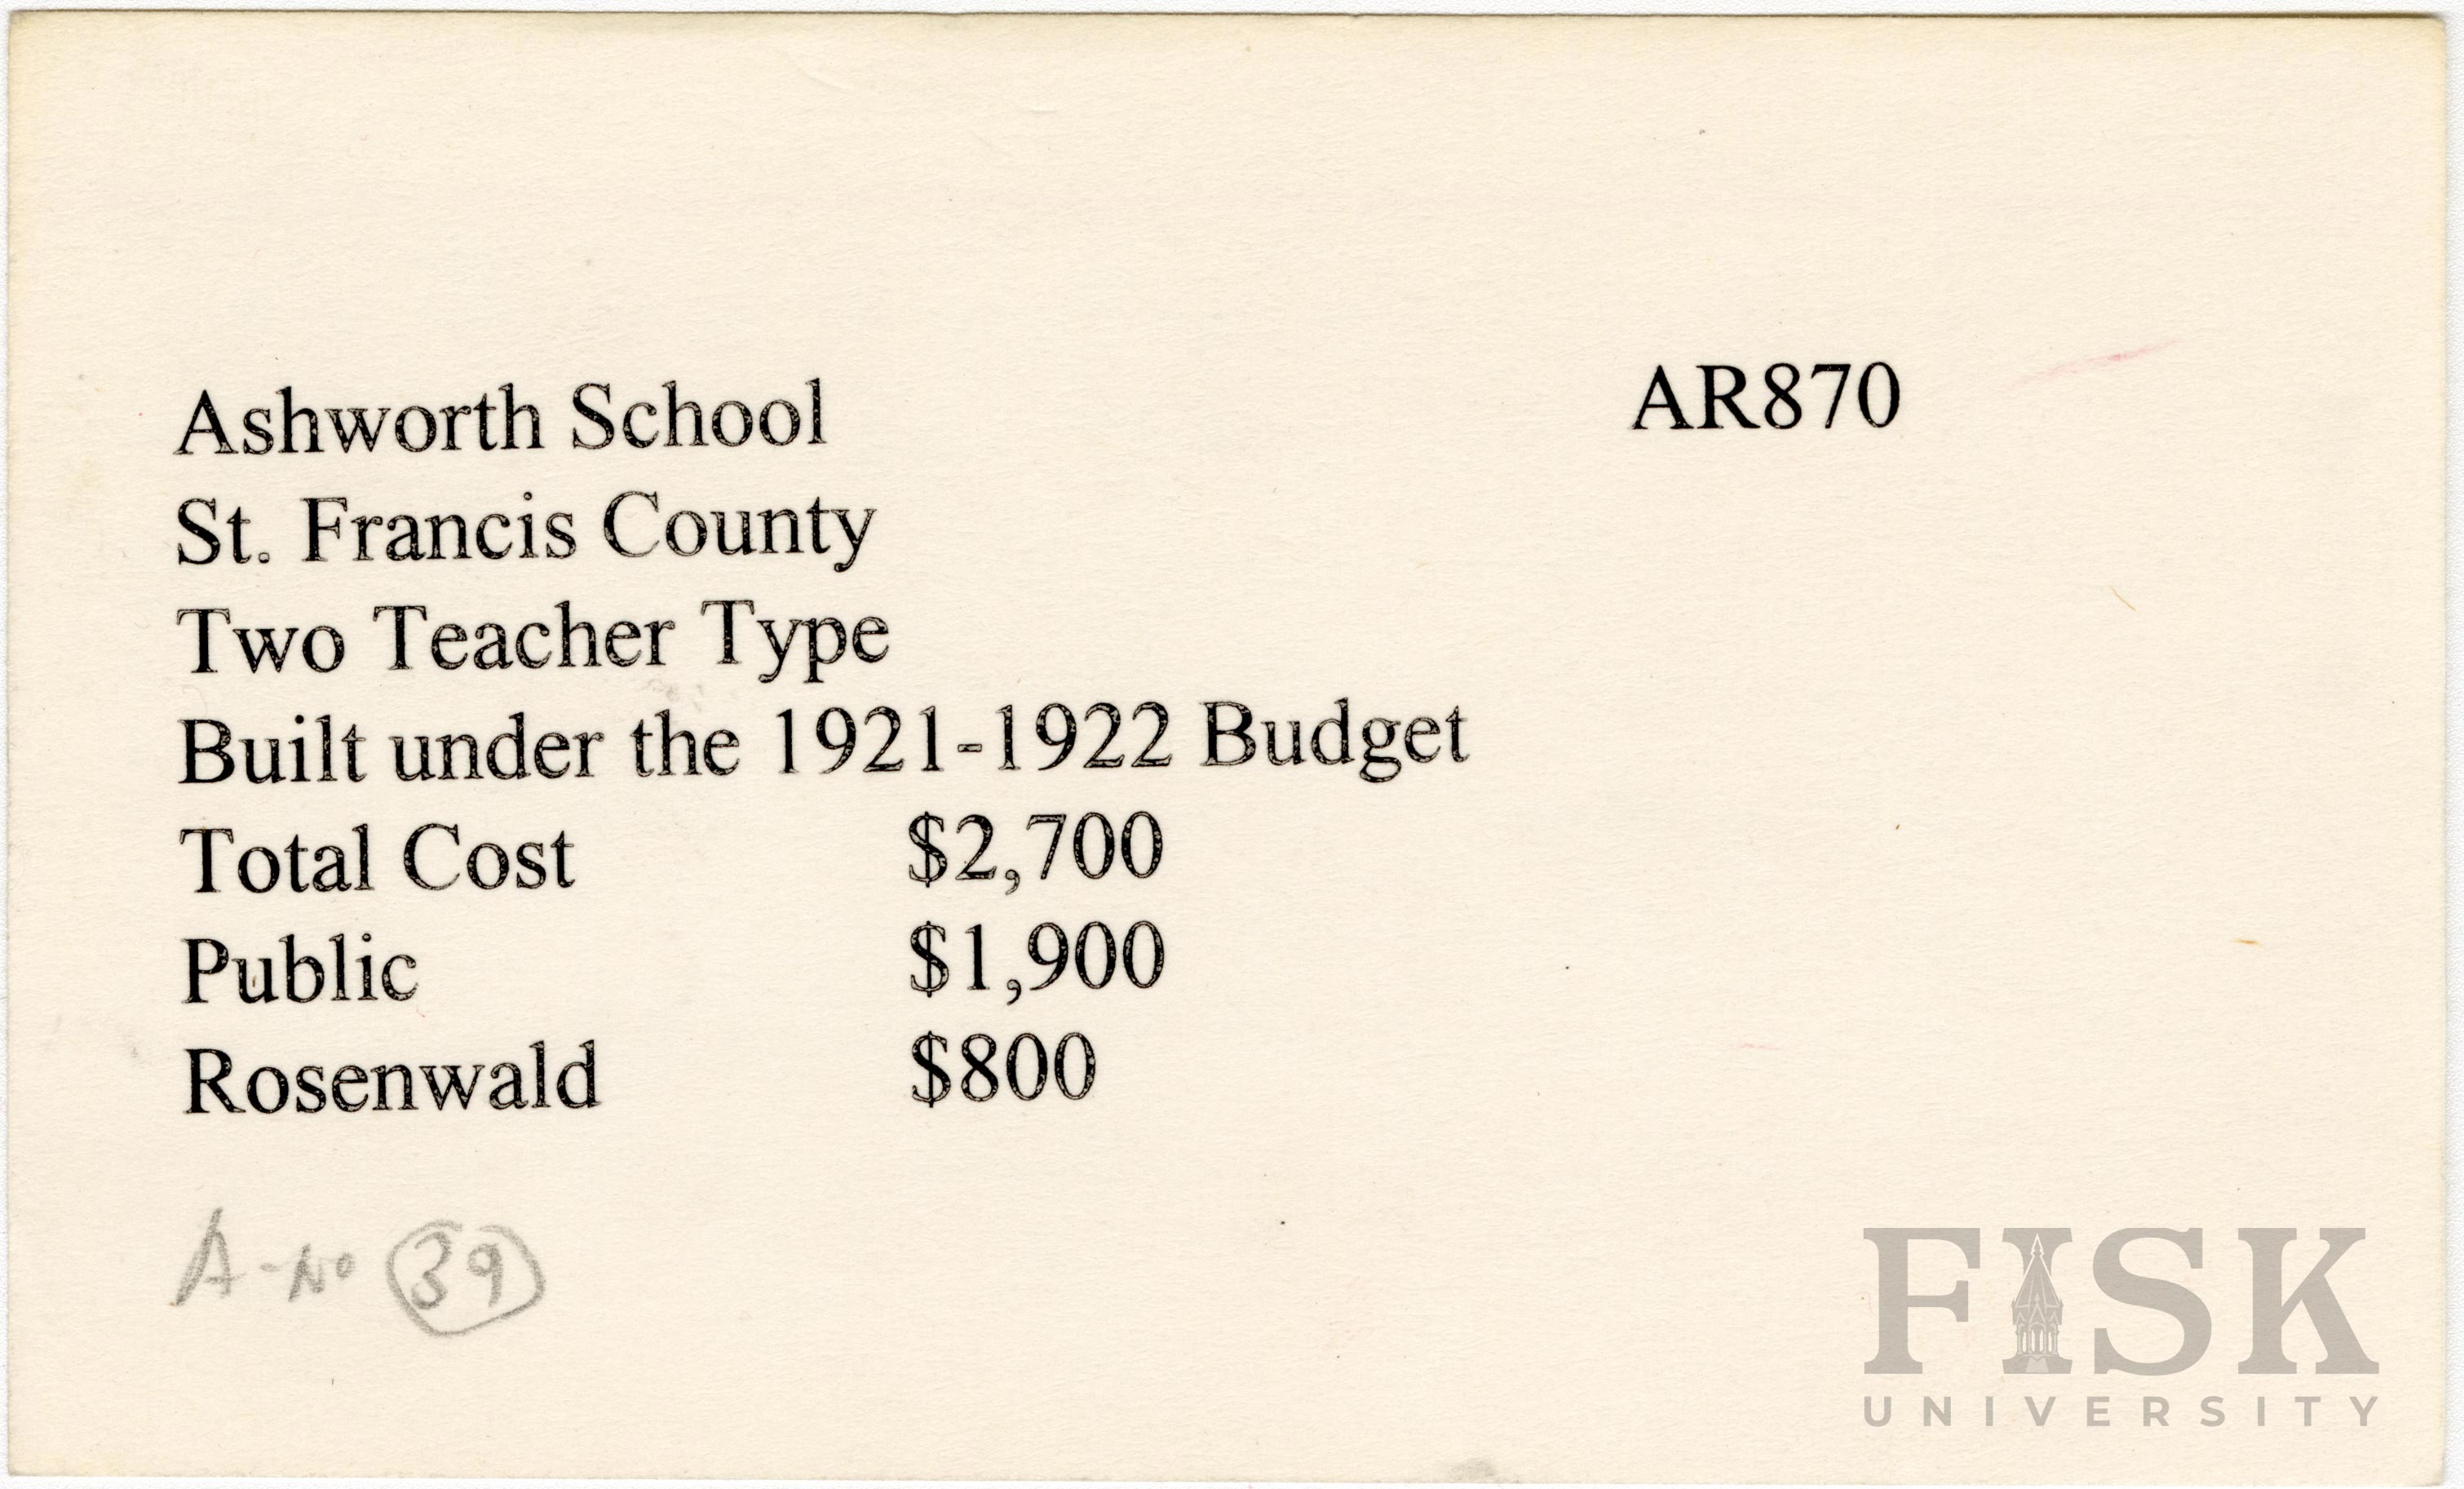 Ashworth School AR870
St. Francis County
Two Teacher Type
Built under the 1921-1922 Budget
Total Cost $2,700
Public $1,900
Rosenwald $800
A-No 39
FISK
UNIVERSITY